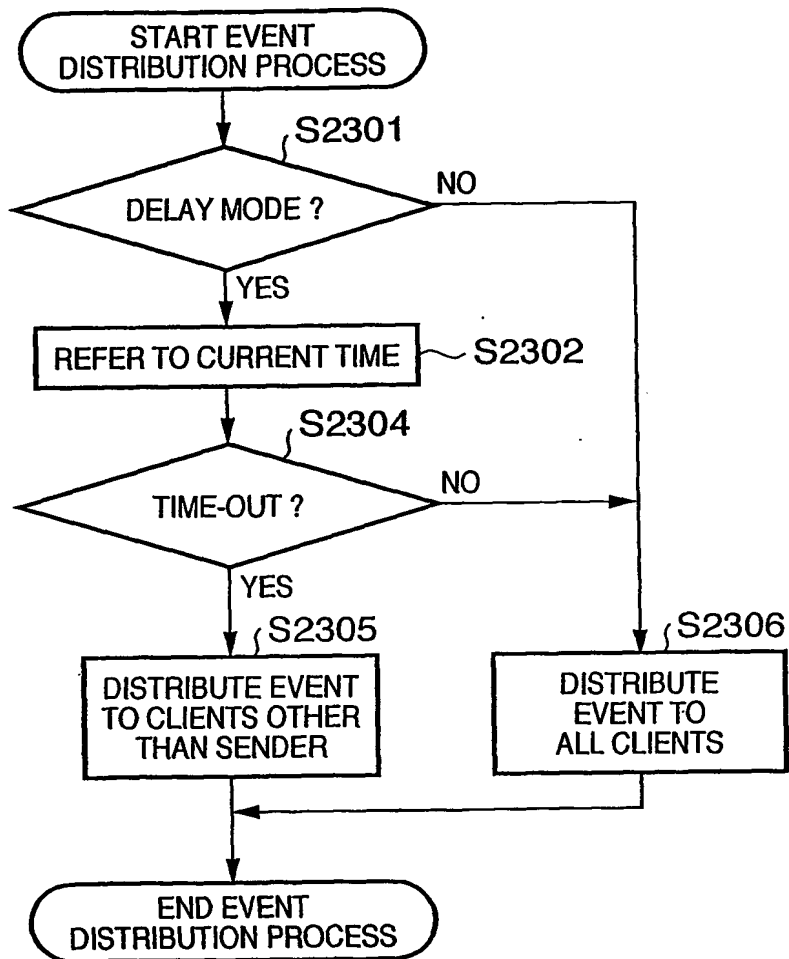 START EVENT
DISTRIBUTION PROCESS
S2301
DELAY MODE ?
NO
YES
REFER TO CURRENT TIME
S2302
S2304
TIME-OUT ?
NO
YES
S2305
DISTRIBUTE EVENT
TO CLIENTS OTHER
THAN SENDER
S2306
DISTRIBUTE
EVENT TO
ALL CLIENTS
END EVENT
DISTRIBUTION PROCESS